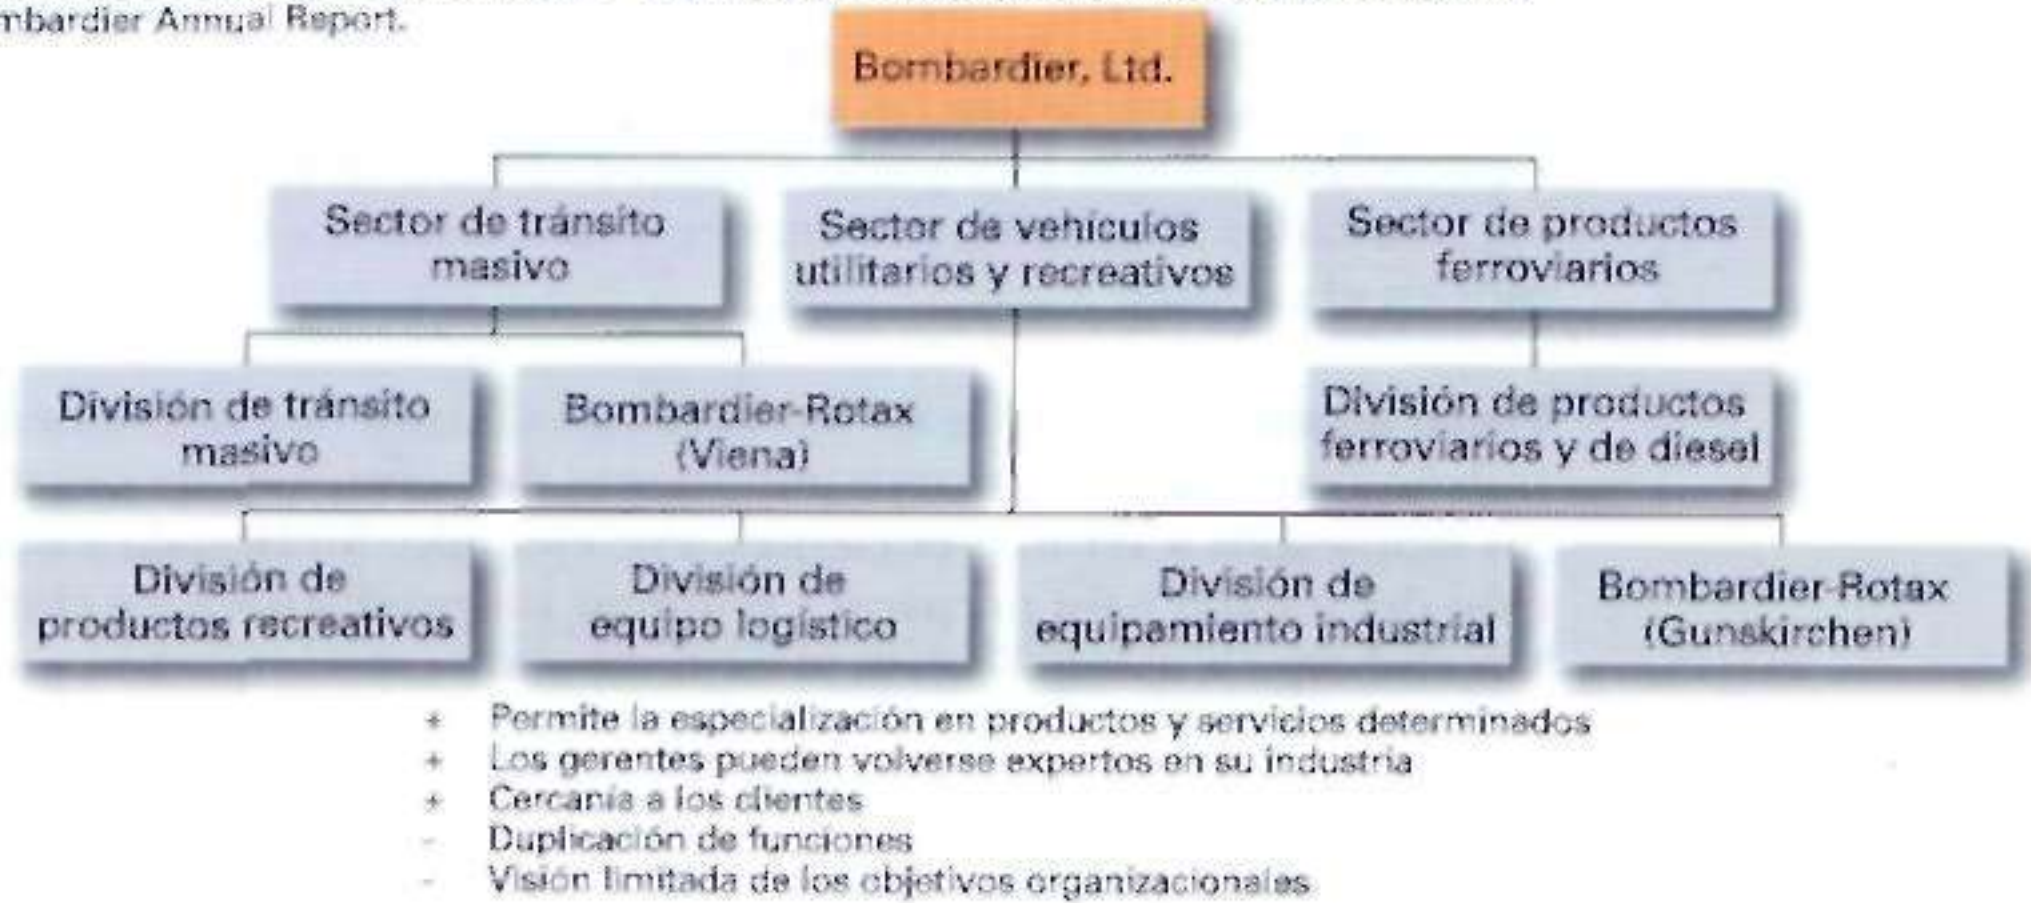 Annual Report.
Bombardier, Ltd.
Sector de tránsito
masivo
Sector de vehículos
utilitarios y recreativos
Sector de productos
ferroviarios
División de tránsito
masivo
Bombardier-Rotax
(Viena)
División de productos
ferroviarios y de diesel
División de
productos recreativos
División de
equipo logístico
División de
equipamiento industrial
Bombardier-Rotax
(Gunskirchen)
+ Permite la especialización en productos y servicios determinados
+ Los gerentes pueden volverse expertos en su industria
+ Cercanía a los clientes
- Duplicación de funciones
- Visión limitada de los objetivos organizacionales